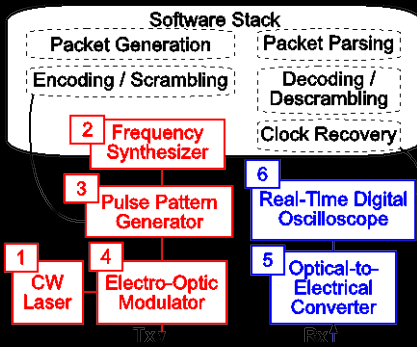 Software Stack
Packet Generation
Packet Parsing
Encoding / Scrambling
Decoding /
Descrambling
Clock Recovery
2
Frequency
Synthesizer
3
Pulse Pattern
Generator
6
Real-Time Digital
Oscilloscope
1
CW
Laser
4
Electro-Optic
Modulator
5
Optical-to-
Electrical
Converter
Tx
Rx